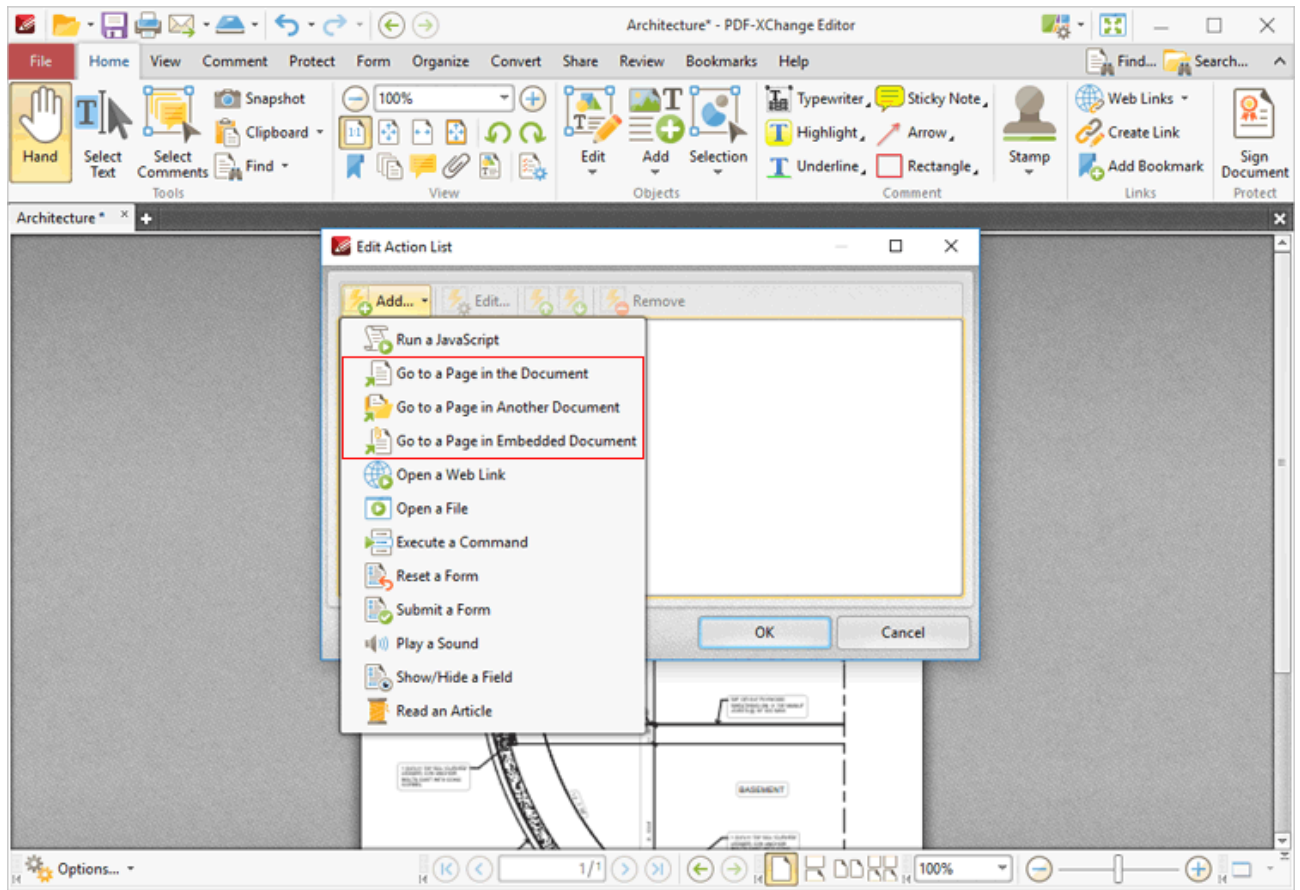 Architecture* - PDF-XChange Editor
File Home View Comment Protect Form Organize Convert Share Review Bookmarks Help Find... Search...
Hand
Select Text
Select Comments
Snapshot
Clipboard
Find
Tools
100%
View
Edit
Add
Selection
Objects
Typewriter
Sticky Note
Highlight
Arrow
Underline
Rectangle
Stamp
Comment
Web Links
Create Link
Add Bookmark
Links
Sign Document
Protect
Architecture *
Edit Action List
Add... Edit... Remove
Run a JavaScript
Go to a Page in the Document
Go to a Page in Another Document
Go to a Page in Embedded Document
Open a Web Link
Open a File
Execute a Command
Reset a Form
Submit a Form
Play a Sound
Show/Hide a Field
Read an Article
OK Cancel
BASEMENT
Options... 1/1 100%